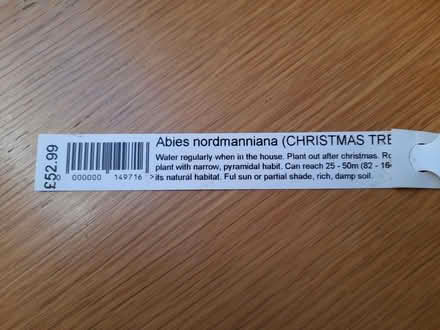 £52.99
0 000000 149716 >
Abies nordmanniana (CHRISTMAS TRE
Water regularly when in the house. Plant out after christmas. Ro
plant with narrow, pyramidal habit. Can reach 25 - 50m (82 - 16
its natural habitat. Ful sun or partial shade, rich, damp soil.